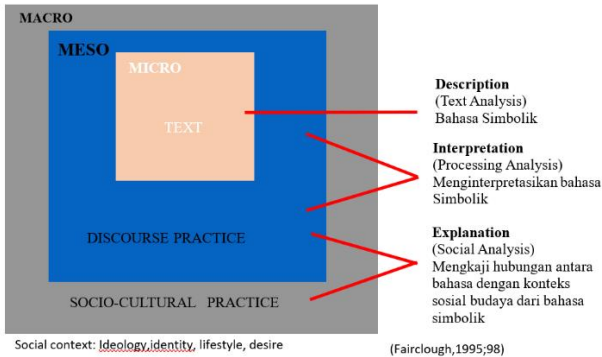 MACRO
MESO
MICRO
TEXT
DISCOURSE PRACTICE
SOCIO-CULTURAL PRACTICE
Description
(Text Analysis)
Bahasa Simbolik
Interpretation
(Processing Analysis)
Menginterpretasikan bahasa
Simbolik
Explanation
(Social Analysis)
Mengkaji hubungan antara
bahasa dengan konteks
sosial budaya dari bahasa
simbolik
Social context: Ideology,identity, lifestyle, desire
(Fairclough,1995;98)